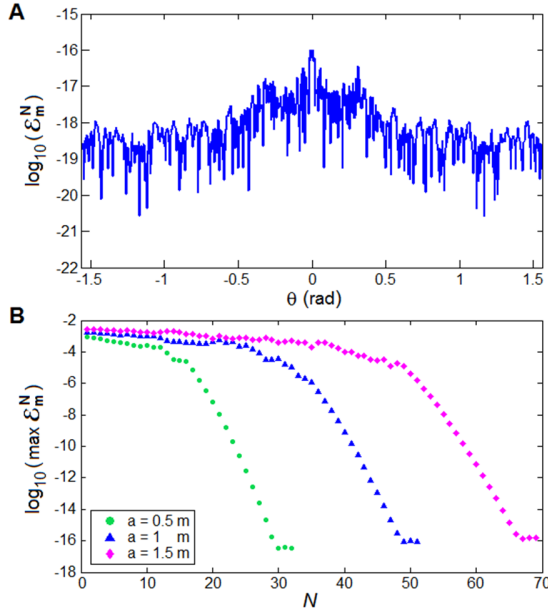 A
-15
-16
-17
-18
-19
-20
-21
-22
log₁₀(ℰₘᴺ)
-1.5 -1 -0.5 0 0.5 1 1.5
θ (rad)
B
-2
-4
-6
-8
-10
-12
-14
-16
-18
log₁₀(max ℰₘᴺ)
a = 0.5 m
a = 1 m
a = 1.5 m
0 10 20 30 40 50 60 70
N